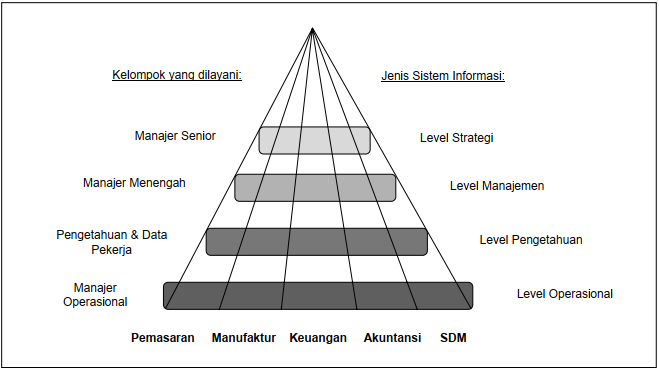 Kelompok yang dilayani:
Jenis Sistem Informasi:
Manajer Senior
Level Strategi
Manajer Menengah
Level Manajemen
Pengetahuan & Data
Pekerja
Level Pengetahuan
Manajer
Operasional
Level Operasional
Pemasaran Manufaktur Keuangan Akuntansi SDM